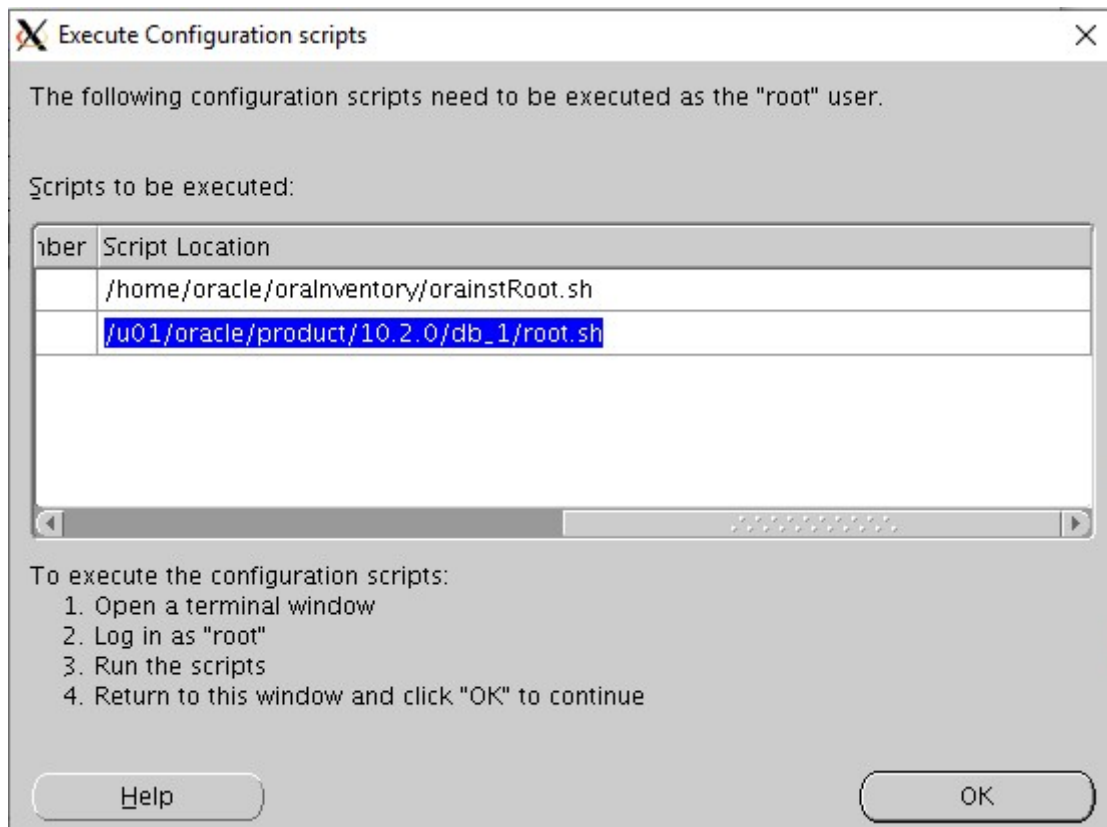 Execute Configuration scripts
The following configuration scripts need to be executed as the "root" user.
Scripts to be executed:
nber Script Location
/home/oracle/oraInventory/orainstRoot.sh
/u01/oracle/product/10.2.0/db_1/root.sh
To execute the configuration scripts:
1. Open a terminal window
2. Log in as "root"
3. Run the scripts
4. Return to this window and click "OK" to continue
Help OK